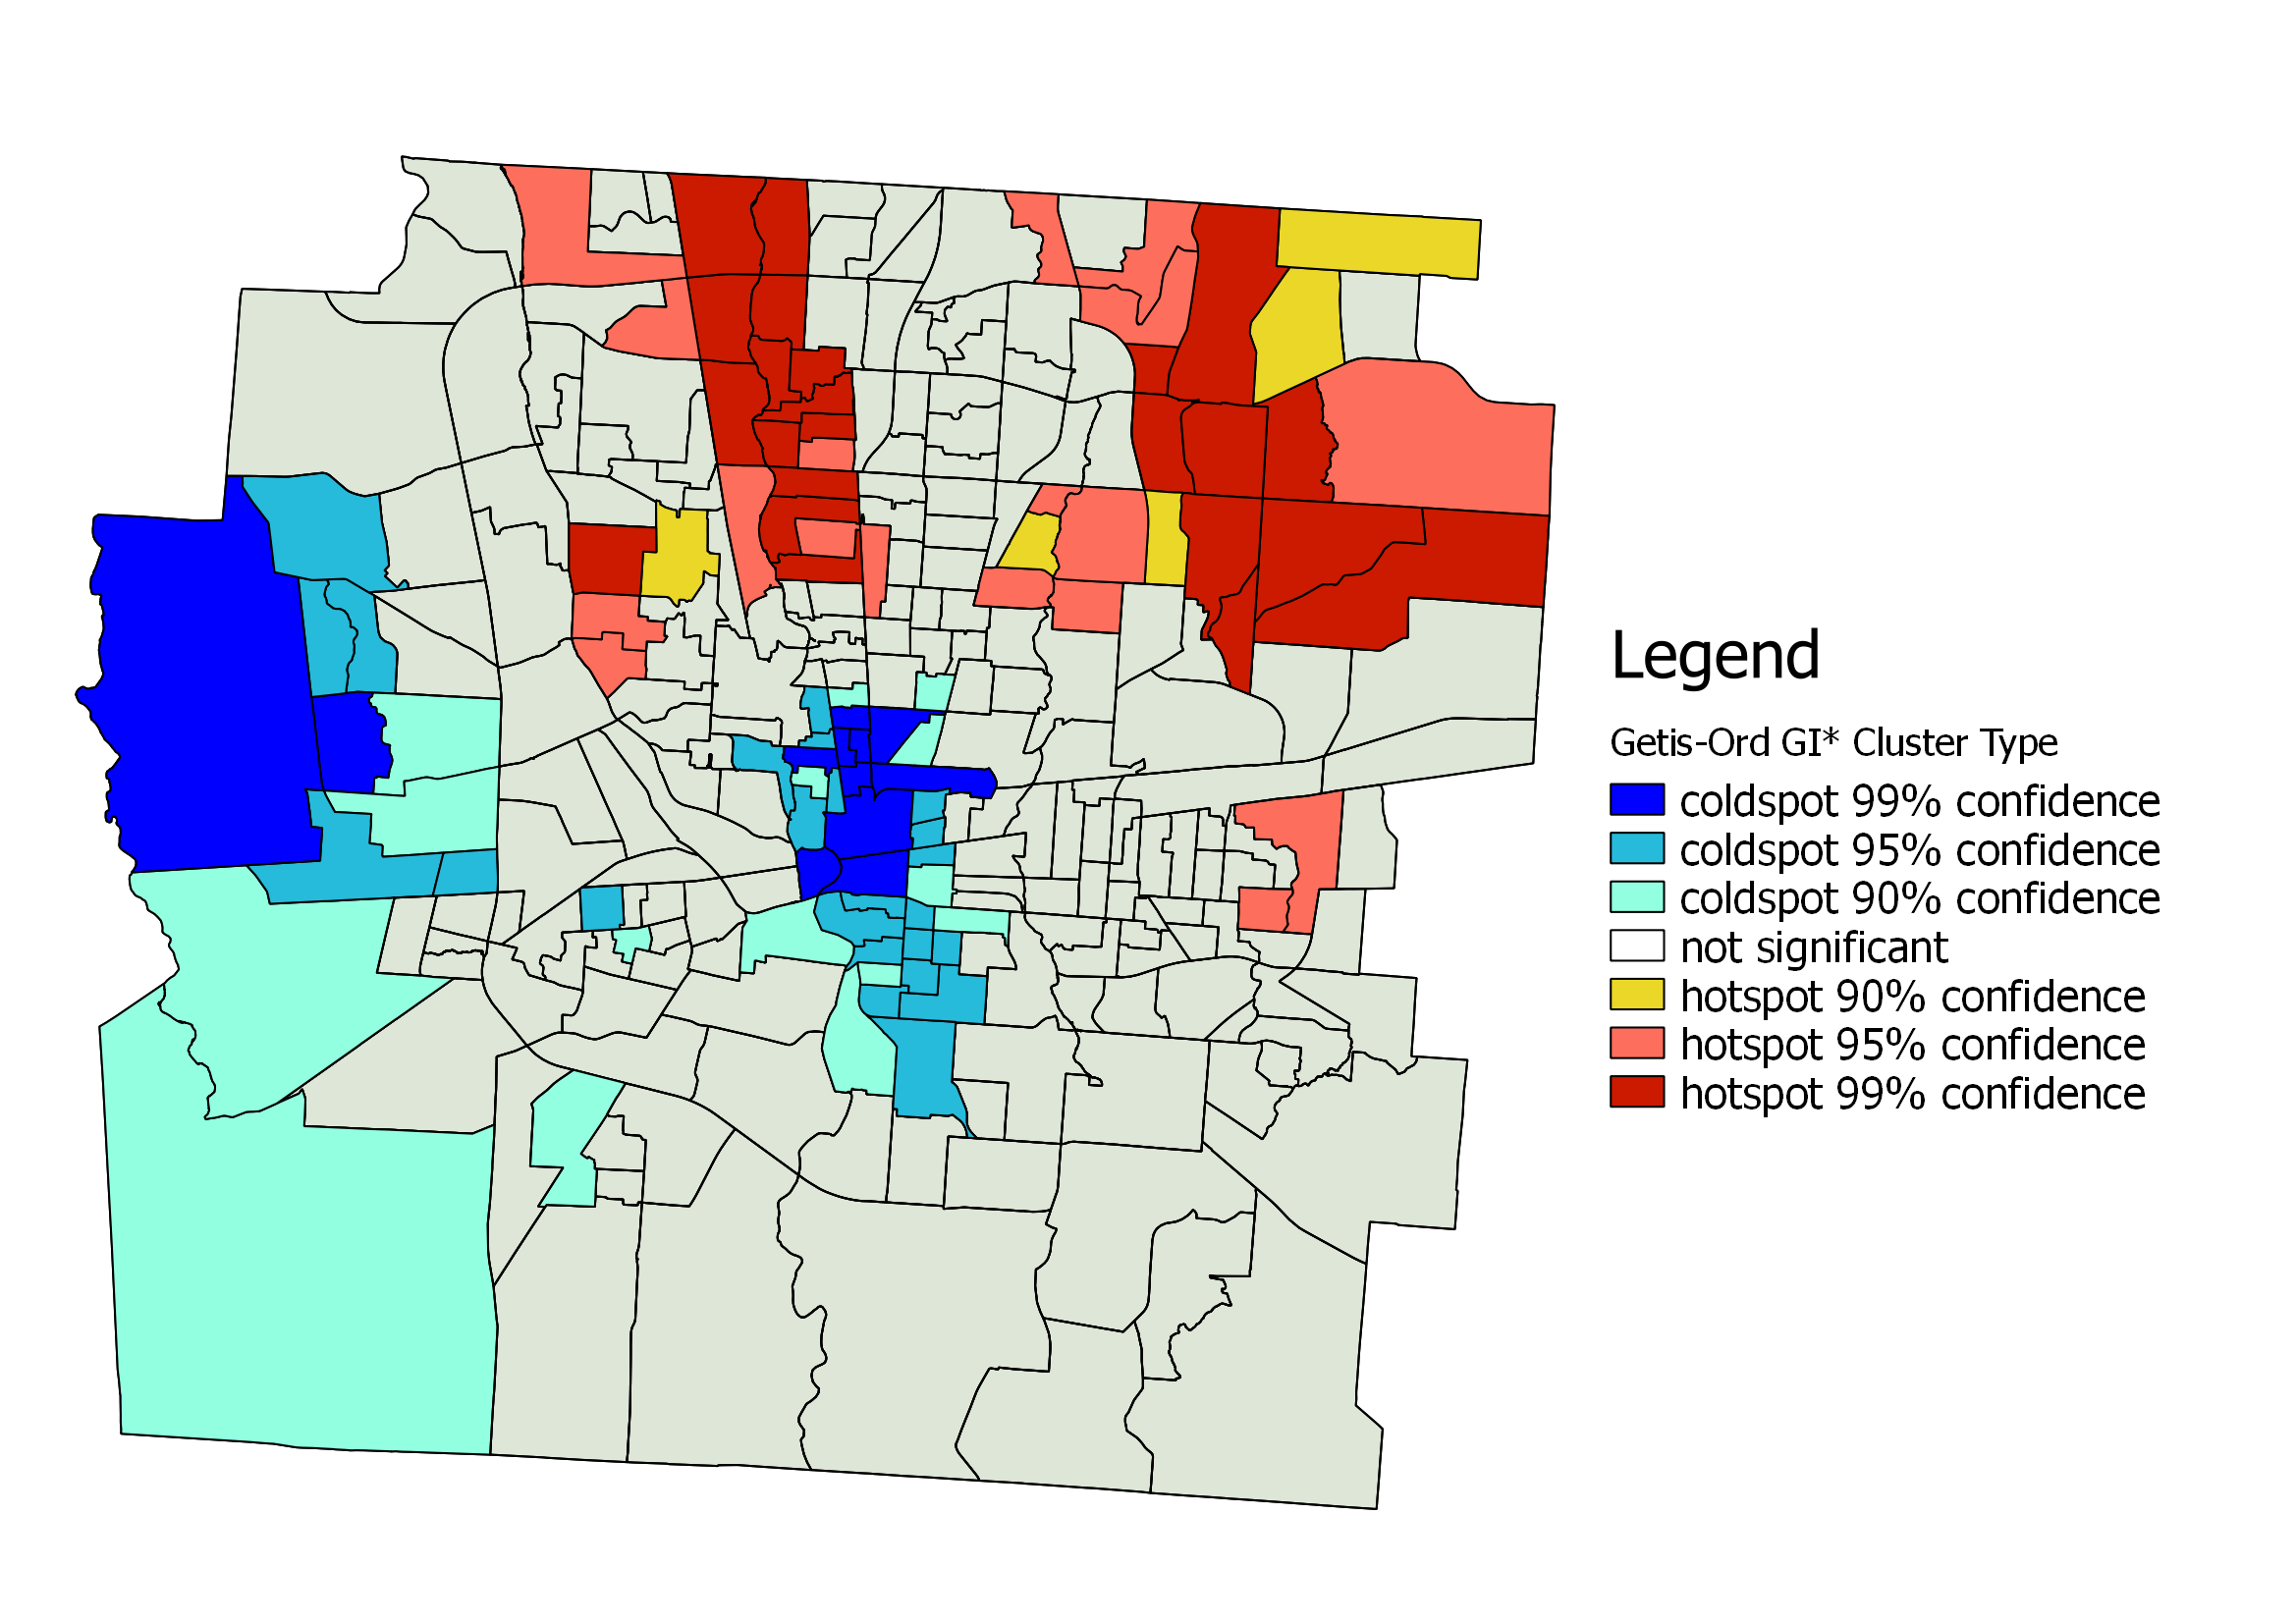 Legend
Getis-Ord GI* Cluster Type
coldspot 99% confidence
coldspot 95% confidence
coldspot 90% confidence
not significant
hotspot 90% confidence
hotspot 95% confidence
hotspot 99% confidence